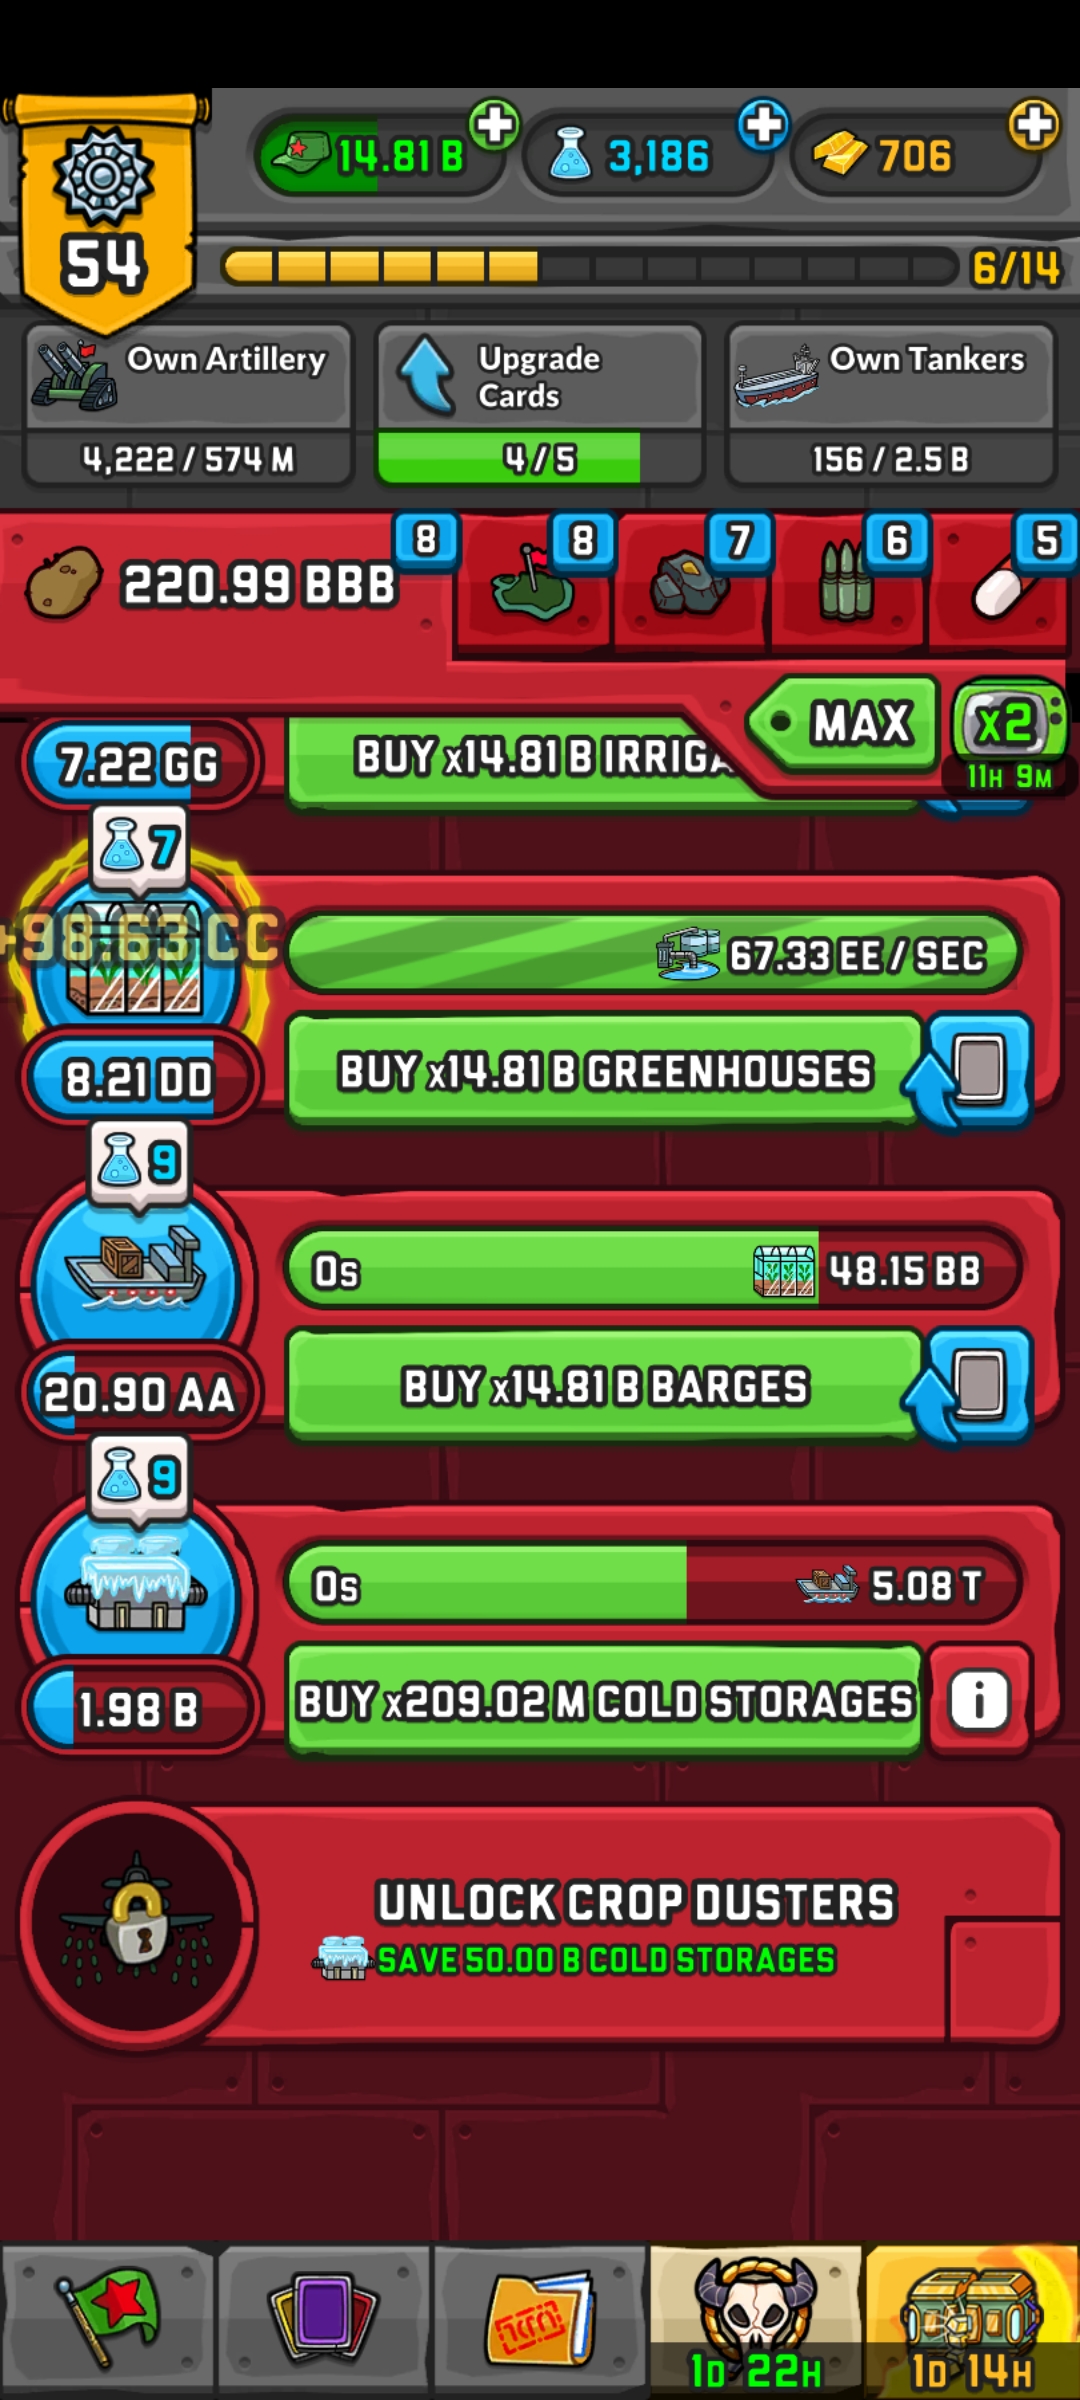 14.81 B
3,186
706
54
6/14
Own Artillery
4,222 / 574 M
Upgrade
Cards
4 / 5
Own Tankers
156 / 2.5 B
220.99 BBB
8
8
7
6
5
MAX
x2
11H 9M
7.22 GG
BUY x14.81 B IRRIGA
7
+98.63 CC
67.33 EE / SEC
8.21 DD
BUY x14.81 B GREENHOUSES
9
0s
48.15 BB
20.90 AA
BUY x14.81 B BARGES
9
0s
5.08 T
1.98 B
BUY x209.02 M COLD STORAGES
i
UNLOCK CROP DUSTERS
SAVE 50.00 B COLD STORAGES
1D 22H
1D 14H